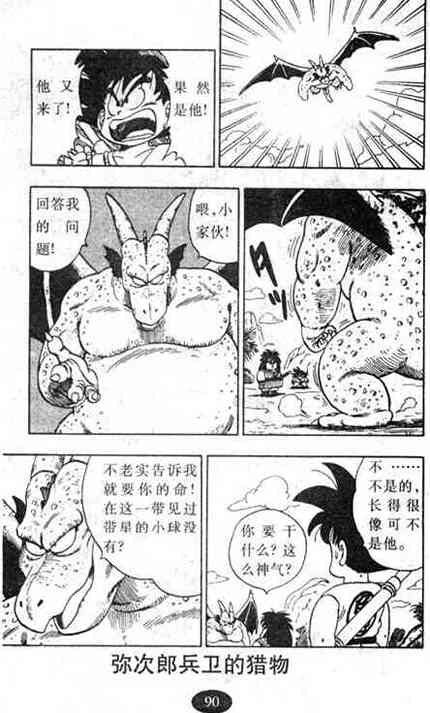 果然
是他!
他又
来了!
喂,小
家伙!
回答我
的问
题!
不……
不是的,
长得很
像可不
是他。
你要干
什么?这
么神气?
不老实告诉我
就要你的命!
在这一带见过
带星的小球没
有?
弥次郎兵卫的猎物
90